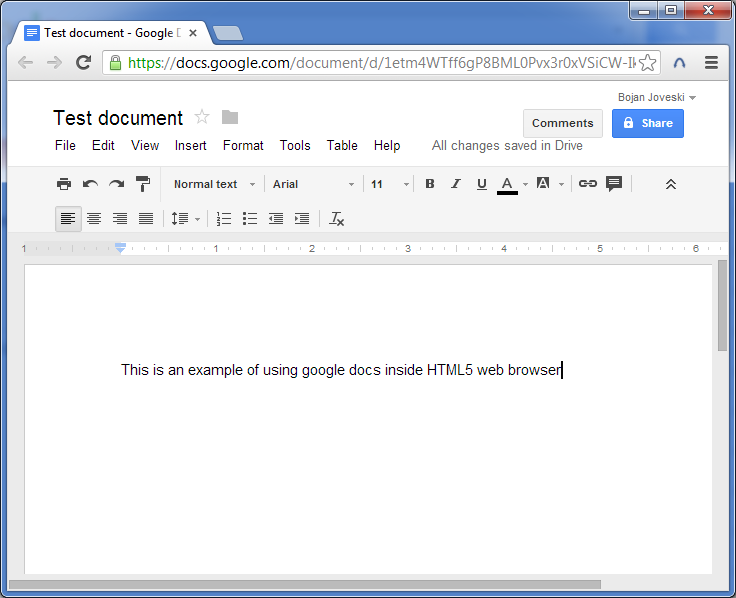 Test document - Google D
https://docs.google.com/document/d/1etm4WTff6gP8BML0Pvx3r0xVSiCW-
Bojan Joveski
Test document
Comments
Share
File Edit View Insert Format Tools Table Help All changes saved in Drive
Normal text Arial 11 B I U A A
1 1 2 3 4 5 6
This is an example of using google docs inside HTML5 web browser